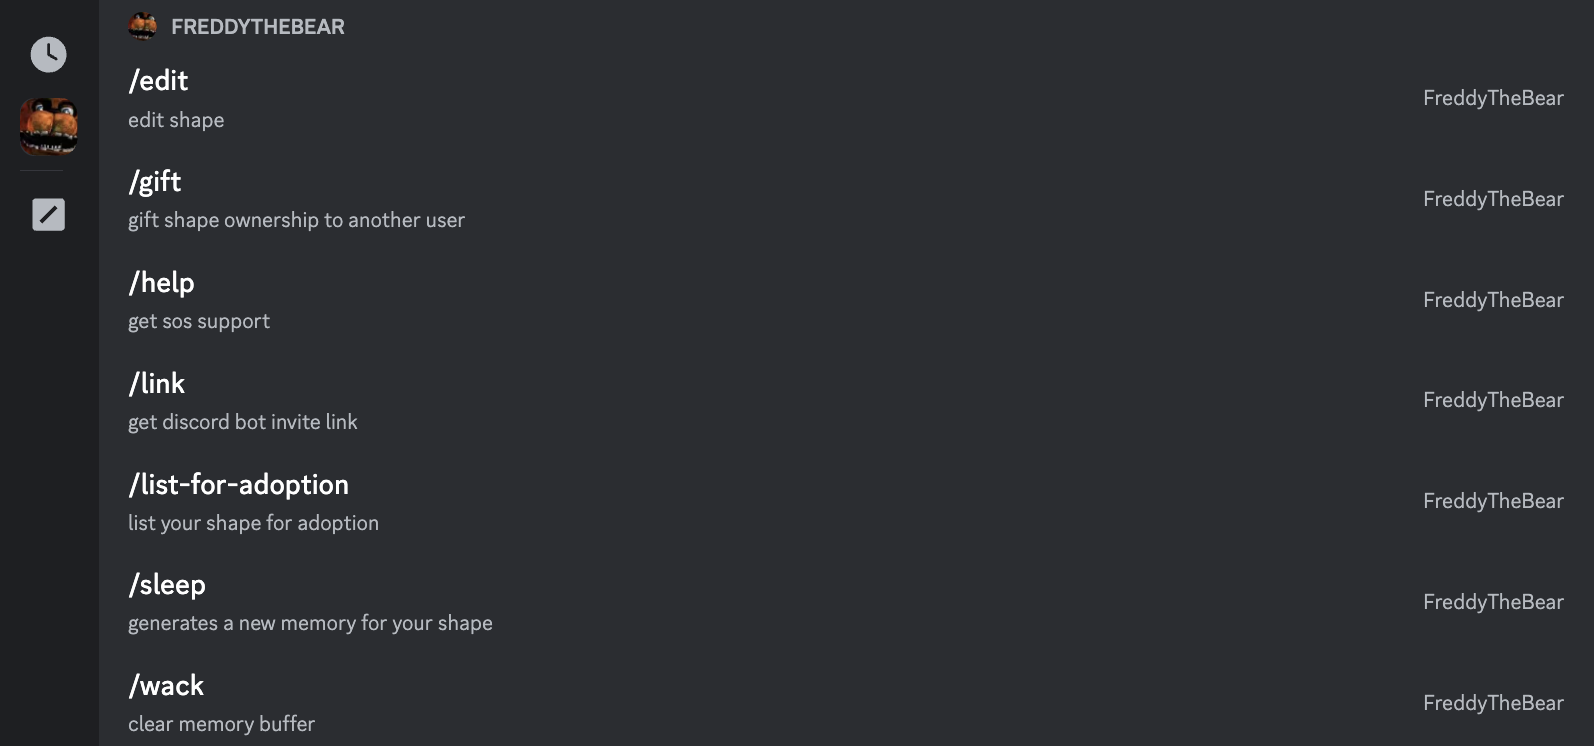 FREDDYTHEBEAR
/edit
edit shape
FreddyTheBear
/gift
gift shape ownership to another user
FreddyTheBear
/help
get sos support
FreddyTheBear
/link
get discord bot invite link
FreddyTheBear
/list-for-adoption
list your shape for adoption
FreddyTheBear
/sleep
generates a new memory for your shape
FreddyTheBear
/wack
clear memory buffer
FreddyTheBear